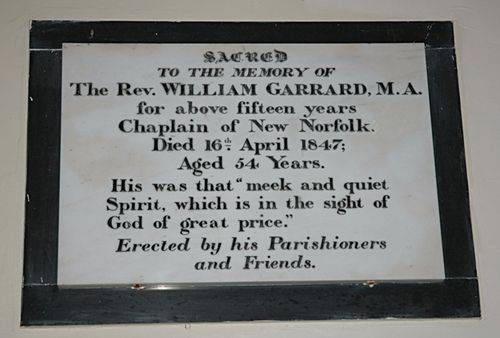 SACRED
TO THE MEMORY OF
The Rev. WILLIAM GARRARD, M.A.
for above fifteen years
Chaplain of New Norfolk.
Died 16th April 1847;
Aged 54 Years.
His was that "meek and quiet
Spirit, which is in the sight of
God of great price."
Erected by his Parishioners
and Friends.